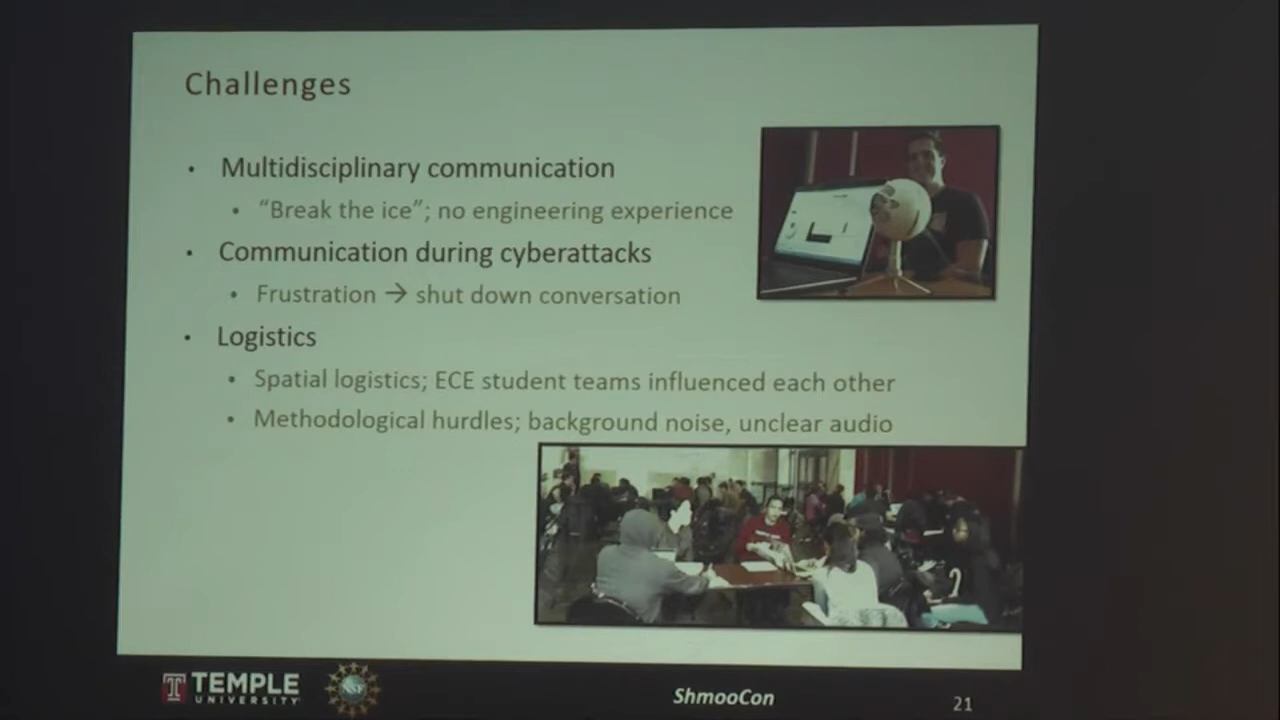 Challenges
• Multidisciplinary communication
• “Break the ice”; no engineering experience
• Communication during cyberattacks
• Frustration → shut down conversation
• Logistics
• Spatial logistics; ECE student teams influenced each other
• Methodological hurdles; background noise, unclear audio
T TEMPLE
UNIVERSITY
NSF
ShmooCon
21